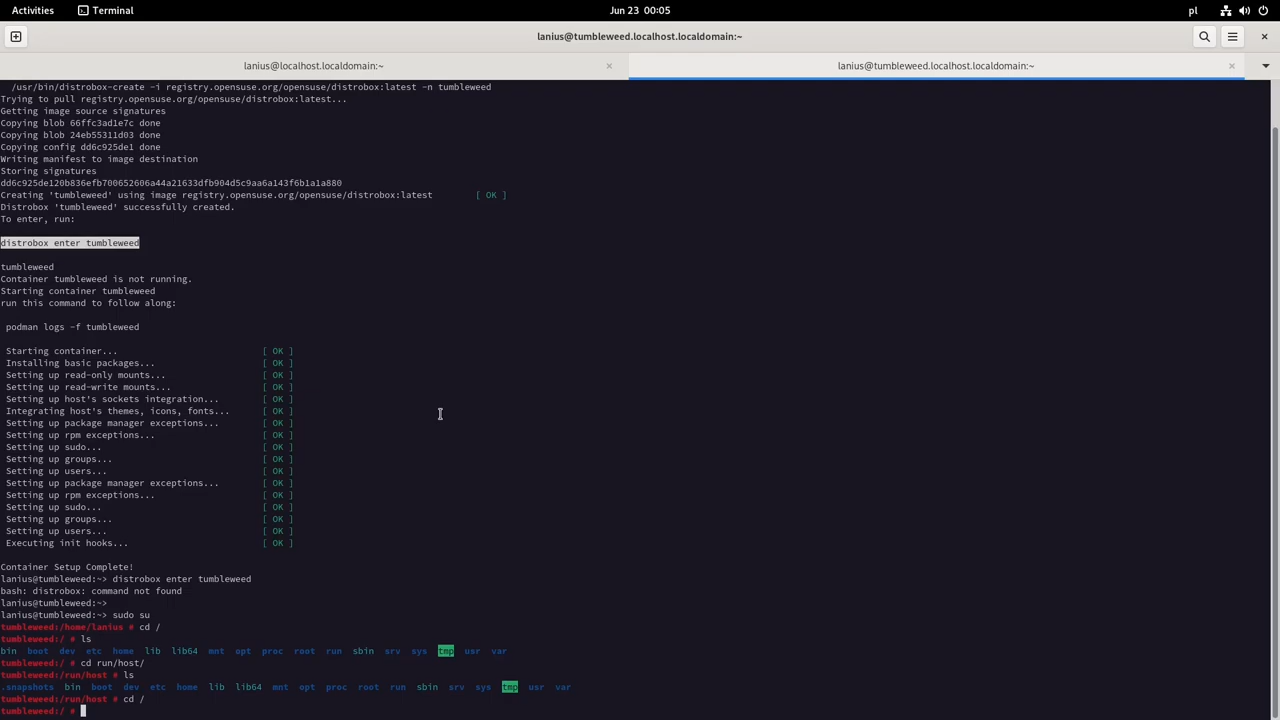 Activities Terminal Jun 23 00:05 pl
lanius@tumbleweed.localhost.localdomain:~
lanius@localhost.localdomain:~ × lanius@tumbleweed.localhost.localdomain:~ ×
/usr/bin/distrobox-create -i registry.opensuse.org/opensuse/distrobox:latest -n tumbleweed
Trying to pull registry.opensuse.org/opensuse/distrobox:latest...
Getting image source signatures
Copying blob 66ffc3ad1e7c done
Copying blob 24eb55311d03 done
Copying config dd6c925de1 done
Writing manifest to image destination
Storing signatures
dd6c925de120b836efb700652606a44a21633dfb904d5c9aa6a143f6b1a1a880
Creating 'tumbleweed' using image registry.opensuse.org/opensuse/distrobox:latest [ OK ]
Distrobox 'tumbleweed' successfully created.
To enter, run:
distrobox enter tumbleweed
tumbleweed
Container tumbleweed is not running.
Starting container tumbleweed
run this command to follow along:
podman logs -f tumbleweed
Starting container... [ OK ]
Installing basic packages... [ OK ]
Setting up read-only mounts... [ OK ]
Setting up read-write mounts... [ OK ]
Setting up host's sockets integration... [ OK ]
Integrating host's themes, icons, fonts... [ OK ]
Setting up package manager exceptions... [ OK ]
Setting up rpm exceptions... [ OK ]
Setting up sudo... [ OK ]
Setting up groups... [ OK ]
Setting up users... [ OK ]
Setting up package manager exceptions... [ OK ]
Setting up rpm exceptions... [ OK ]
Setting up sudo... [ OK ]
Setting up groups... [ OK ]
Setting up users... [ OK ]
Executing init hooks... [ OK ]
Container Setup Complete!
lanius@tumbleweed:~> distrobox enter tumbleweed
bash: distrobox: command not found
lanius@tumbleweed:~>
lanius@tumbleweed:~> sudo su
tumbleweed:/home/lanius # cd /
tumbleweed:/ # ls
bin boot dev etc home lib lib64 mnt opt proc root run sbin srv sys tmp usr var
tumbleweed:/ # cd run/host/
tumbleweed:/run/host # ls
.snapshots bin boot dev etc home lib lib64 mnt opt proc root run sbin srv sys tmp usr var
tumbleweed:/run/host # cd /
tumbleweed:/ #